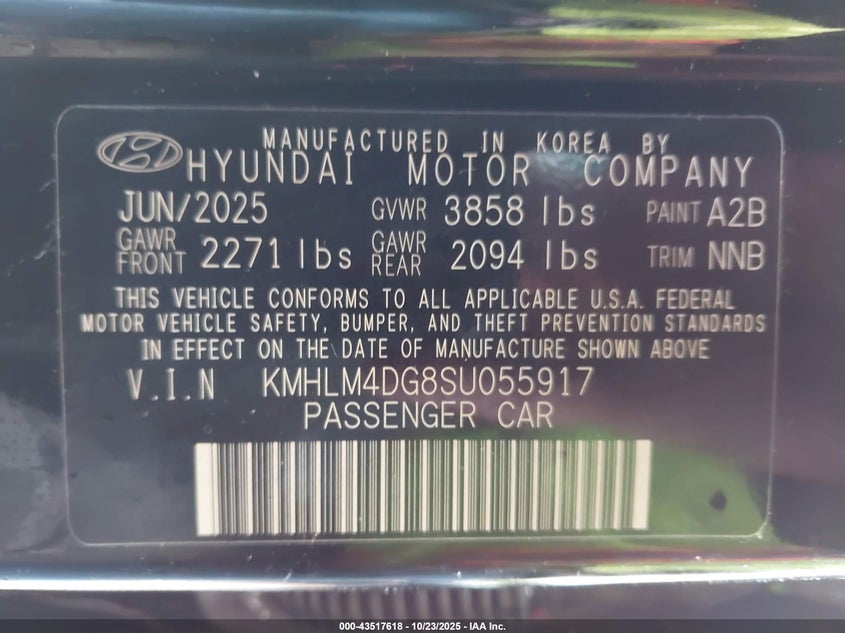 MANUFACTURED IN KOREA BY
HYUNDAI MOTOR COMPANY
JUN/2025 GVWR 3858 lbs PAINT A2B
GAWR FRONT 2271 lbs GAWR REAR 2094 lbs TRIM NNB
THIS VEHICLE CONFORMS TO ALL APPLICABLE U.S.A. FEDERAL
MOTOR VEHICLE SAFETY, BUMPER, AND THEFT PREVENTION STANDARDS
IN EFFECT ON THE DATE OF MANUFACTURE SHOWN ABOVE
V.I.N KMHLM4DG8SU055917
PASSENGER CAR
000-43517618 - 10/23/2025 - IAA Inc.